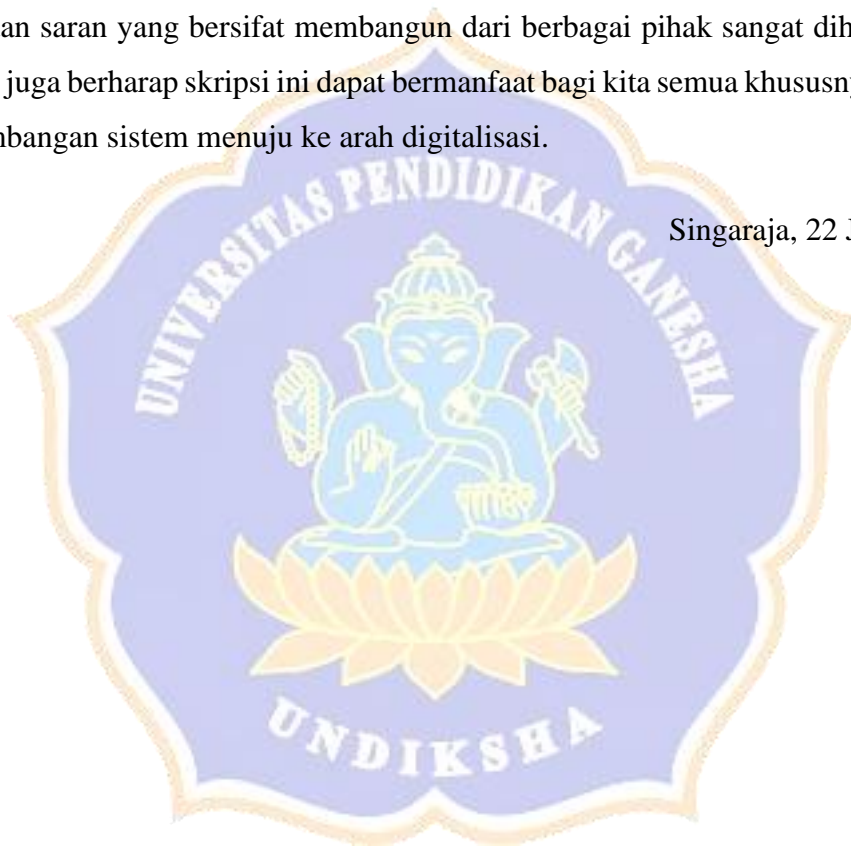 an saran yang bersifat membangun dari berbagai pihak sangat dih
juga berharap skripsi ini dapat bermanfaat bagi kita semua khususn
mbangan sistem menuju ke arah digitalisasi.
Singaraja, 22 J
UNIVERSITAS PENDIDIKAN GANESHA
UNDIKSHA